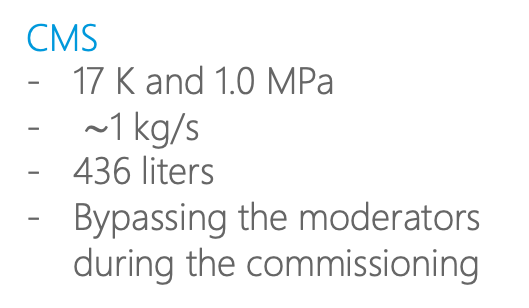 CMS
- 17 K and 1.0 MPa
- ~1 kg/s
- 436 liters
- Bypassing the moderators
during the commissioning